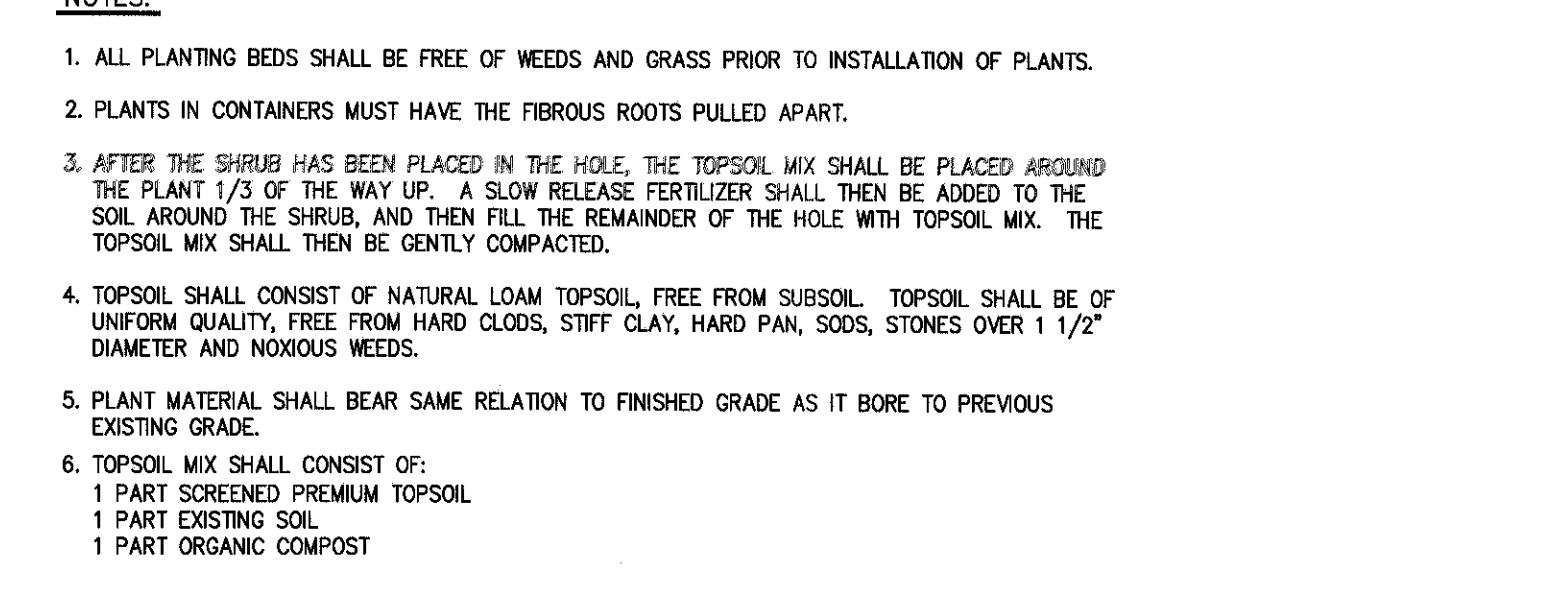 NOTES:
1. ALL PLANTING BEDS SHALL BE FREE OF WEEDS AND GRASS PRIOR TO INSTALLATION OF PLANTS.
2. PLANTS IN CONTAINERS MUST HAVE THE FIBROUS ROOTS PULLED APART.
3. AFTER THE SHRUB HAS BEEN PLACED IN THE HOLE, THE TOPSOIL MIX SHALL BE PLACED AROUND
THE PLANT 1/3 OF THE WAY UP. A SLOW RELEASE FERTILIZER SHALL THEN BE ADDED TO THE
SOIL AROUND THE SHRUB, AND THEN FILL THE REMAINDER OF THE HOLE WITH TOPSOIL MIX. THE
TOPSOIL MIX SHALL THEN BE GENTLY COMPACTED.
4. TOPSOIL SHALL CONSIST OF NATURAL LOAM TOPSOIL, FREE FROM SUBSOIL. TOPSOIL SHALL BE OF
UNIFORM QUALITY, FREE FROM HARD CLODS, STIFF CLAY, HARD PAN, SODS, STONES OVER 1 1/2"
DIAMETER AND NOXIOUS WEEDS.
5. PLANT MATERIAL SHALL BEAR SAME RELATION TO FINISHED GRADE AS IT BORE TO PREVIOUS
EXISTING GRADE.
6. TOPSOIL MIX SHALL CONSIST OF:
1 PART SCREENED PREMIUM TOPSOIL
1 PART EXISTING SOIL
1 PART ORGANIC COMPOST